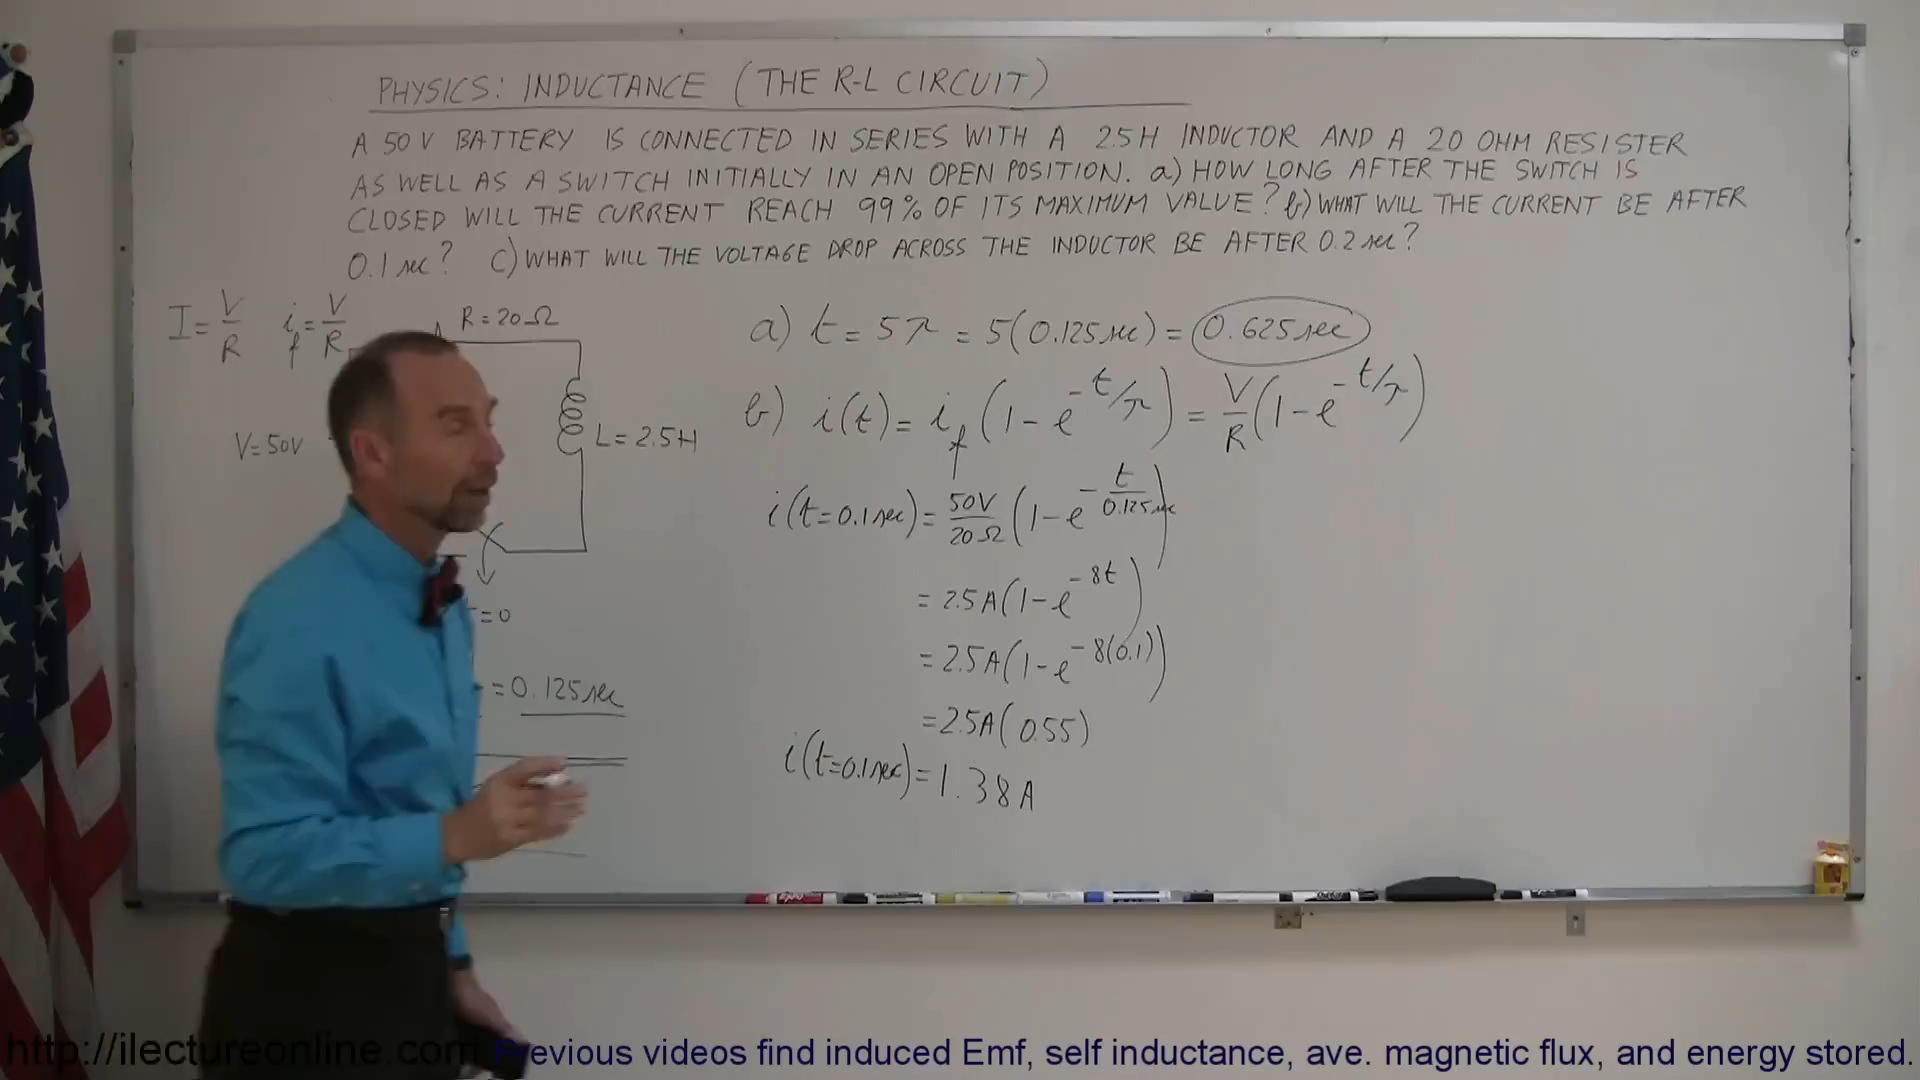 PHYSICS: INDUCTANCE (THE R-L CIRCUIT)
A 50V BATTERY IS CONNECTED IN SERIES WITH A 2.5H INDUCTOR AND A 20 OHM RESISTER
AS WELL AS A SWITCH INITIALLY IN AN OPEN POSITION. a) HOW LONG AFTER THE SWITCH IS
CLOSED WILL THE CURRENT REACH 99% OF ITS MAXIMUM VALUE? b) WHAT WILL THE CURRENT BE AFTER
0.1 sec? C) WHAT WILL THE VOLTAGE DROP ACROSS THE INDUCTOR BE AFTER 0.2 sec?
I = V/R i_f = V/R
R = 20Ω
V = 50V
L = 2.5H
=0
= 0.125 sec
a) t = 5τ = 5(0.125 sec) = 0.625 sec
b) i(t) = i_f (1 - e^(-t/τ)) = V/R (1 - e^(-t/τ))
i(t=0.1 sec) = 50V/20Ω (1 - e^(-t/0.125 sec))
= 2.5A(1 - e^(-8t))
= 2.5A(1 - e^(-8(0.1)))
= 2.5A(0.55)
i(t=0.1 sec) = 1.38A
http://ilectureonline.com Previous videos find induced Emf, self inductance, ave. magnetic flux, and energy stored.